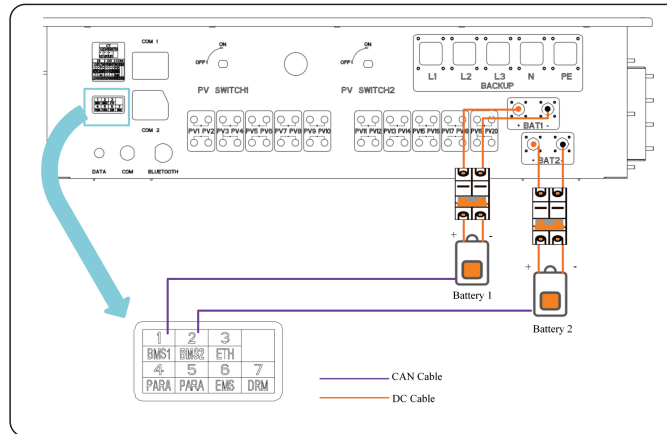 COM 1
ON
OFF
PV SWITCH1
ON
OFF
PV SWITCH2
L1 L2 L3 N PE
BACKUP
COM 2
PV1 PV2 PV3 PV4 PV5 PV6 PV7 PV8 PV9 PV10
PV11 PV12 PV13 PV14 PV15 PV16 PV17 PV18 PV19 PV20
+ BAT1 -
+ BAT2 -
DATA COM BLUETOOTH
+ -
Battery 1
+ -
Battery 2
1 2 3
BMS1 BMS2 ETH
4 5 6 7
PARA PARA EMS DRM
CAN Cable
DC Cable